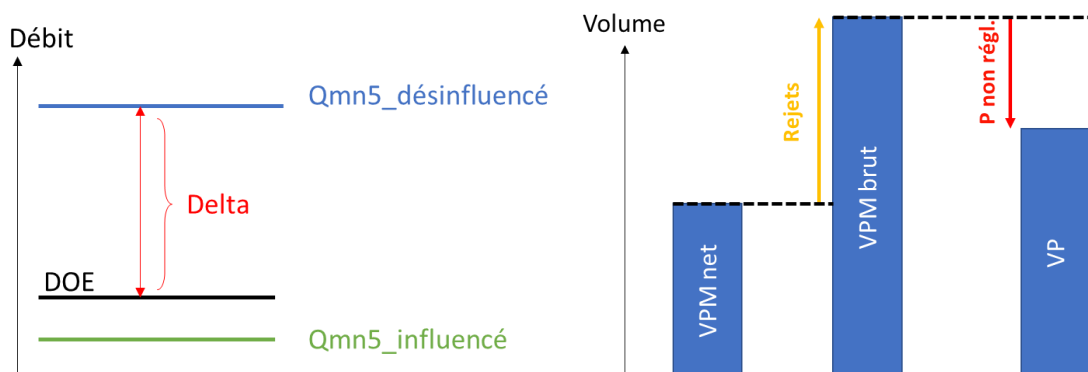 Débit
Qmn5_désinfluencé
Delta
DOE
Qmn5_influencé
Volume
Rejets
P non régl.
VPM net
VPM brut
VP